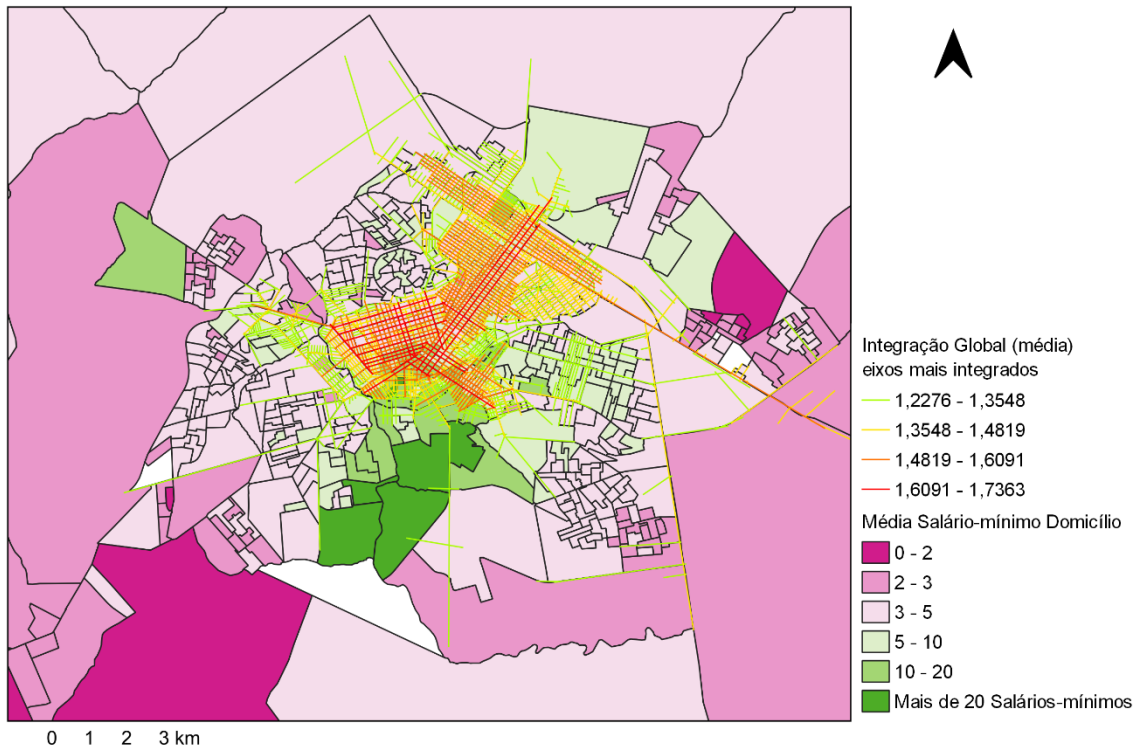 Integração Global (média)
eixos mais integrados
1,2276 - 1,3548
1,3548 - 1,4819
1,4819 - 1,6091
1,6091 - 1,7363
Média Salário-mínimo Domicílio
0 - 2
2 - 3
3 - 5
5 - 10
10 - 20
Mais de 20 Salários-mínimos
0 1 2 3 km